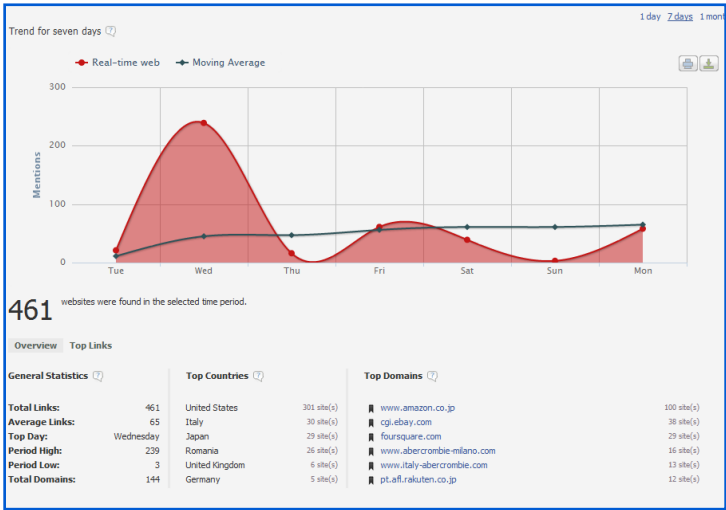 1 day 7 days 1 mont
Trend for seven days ?
Real-time web Moving Average
300
200
100
0
Mentions
Tue Wed Thu Fri Sat Sun Mon
461 websites were found in the selected time period.
Overview Top Links
General Statistics ?
Total Links: 461
Average Links: 65
Top Day: Wednesday
Period High: 239
Period Low: 3
Total Domains: 144
Top Countries ?
United States 301 site(s)
Italy 30 site(s)
Japan 29 site(s)
Romania 26 site(s)
United Kingdom 6 site(s)
Germany 5 site(s)
Top Domains ?
www.amazon.co.jp 100 site(s)
cgi.ebay.com 38 site(s)
foursquare.com 29 site(s)
www.abercrombie-milano.com 16 site(s)
www.italy-abercrombie.com 13 site(s)
pt.afl.rakuten.co.jp 12 site(s)